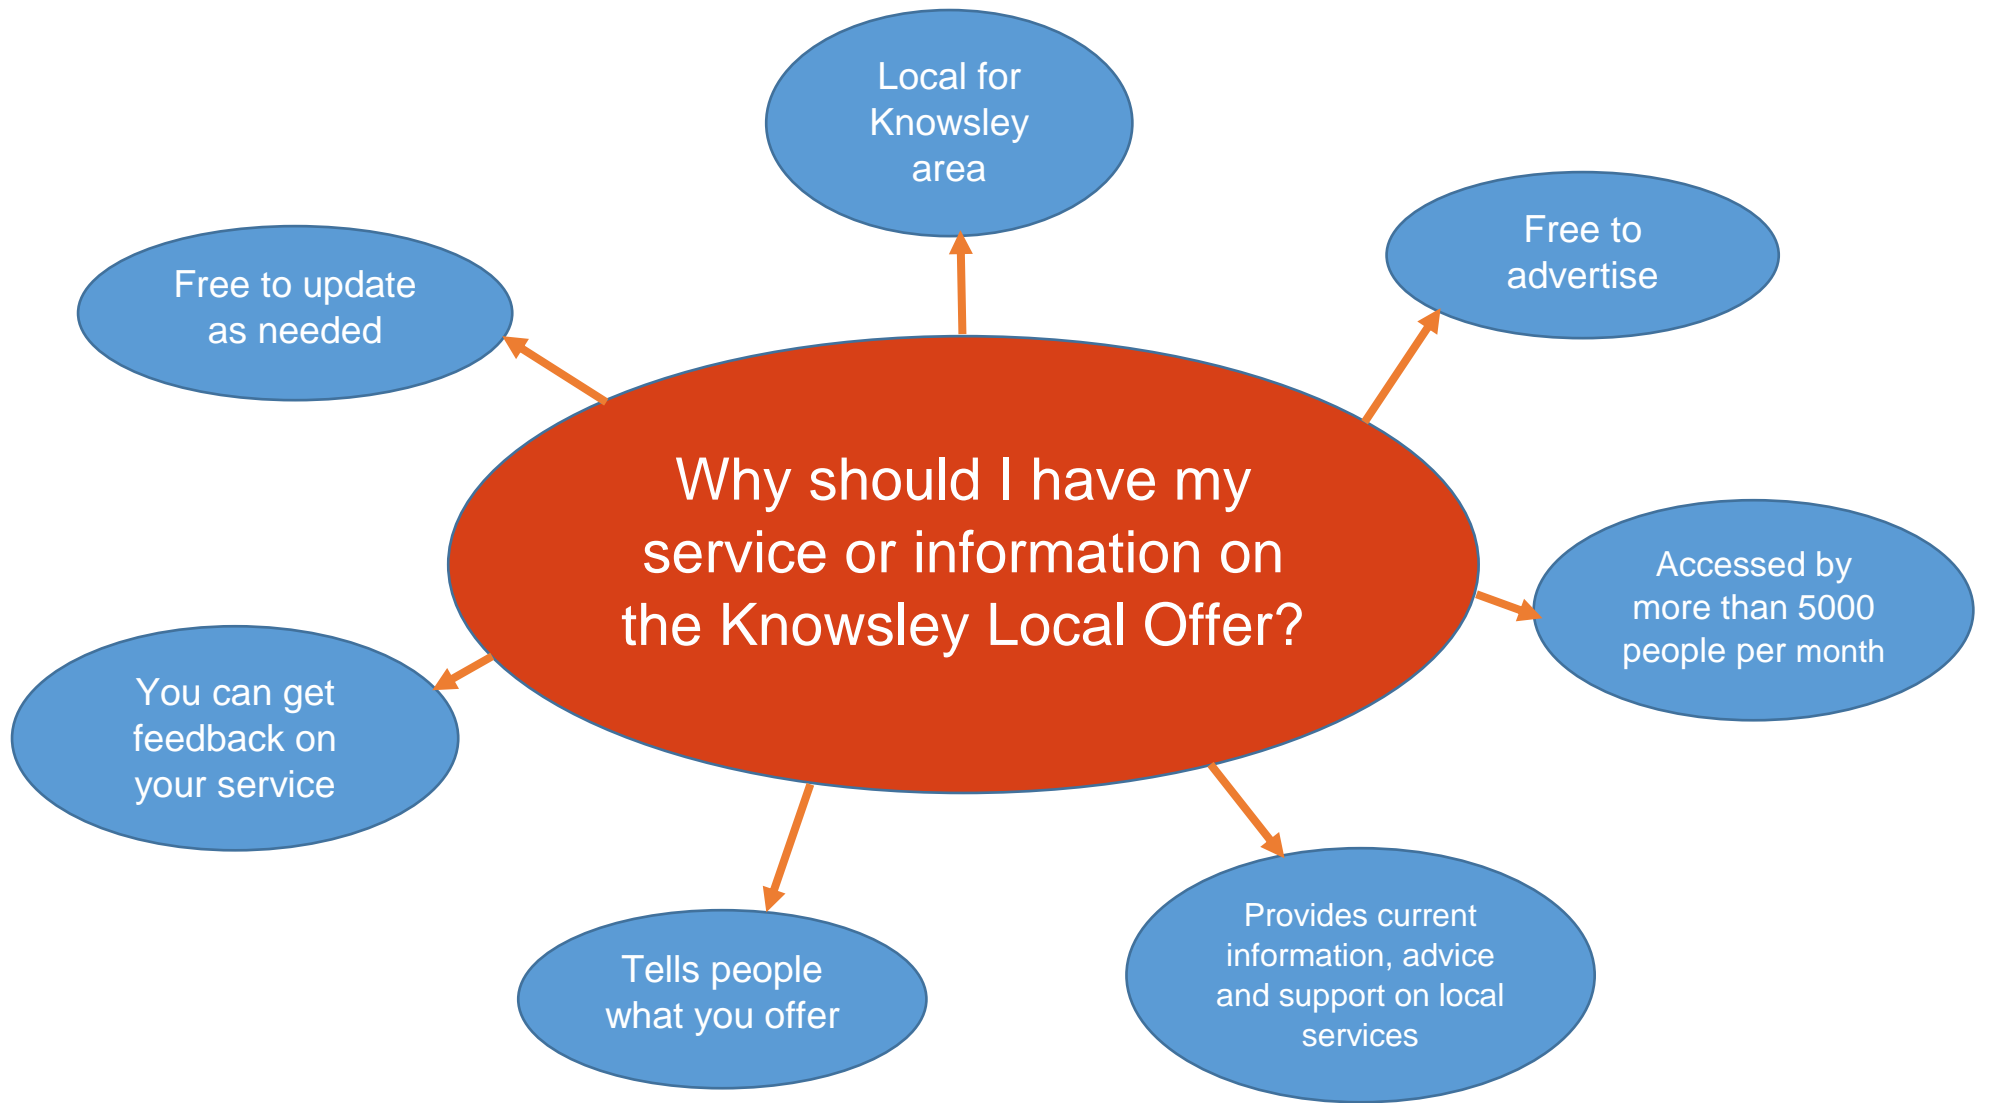 Local for
Knowsley
area
Free to
advertise
Free to update
as needed
Why should I have my
service or information on
the Knowsley Local Offer?
Accessed by
more than 5000
people per month
You can get
feedback on
your service
Provides current
information, advice
and support on local
services
Tells people
what you offer